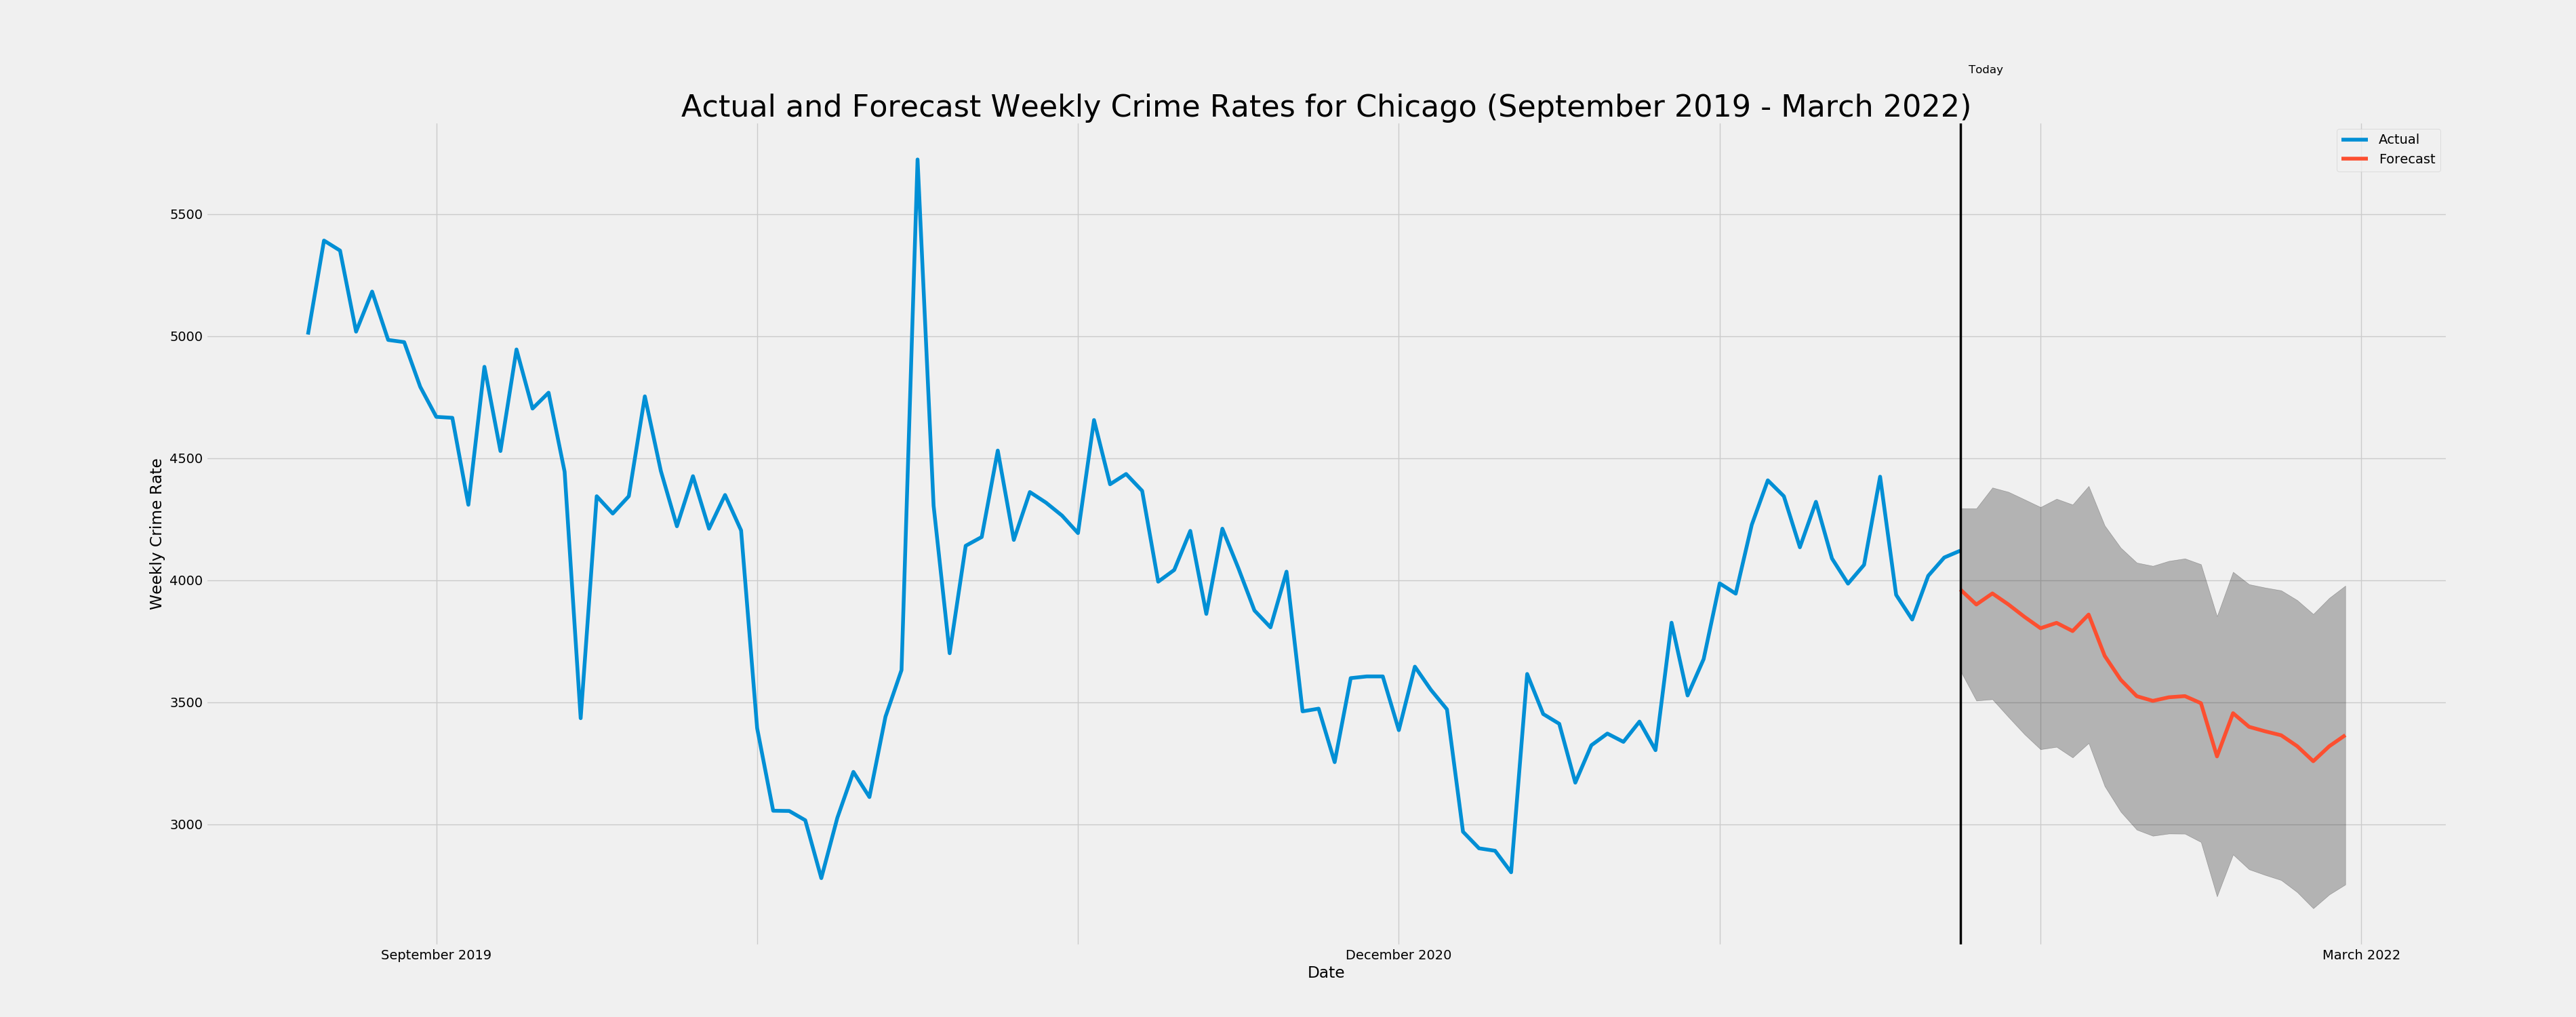 Today
Actual and Forecast Weekly Crime Rates for Chicago (September 2019 - March 2022)
Actual
Forecast
5500
5000
4500
4000
3500
3000
Weekly Crime Rate
September 2019
December 2020
March 2022
Date